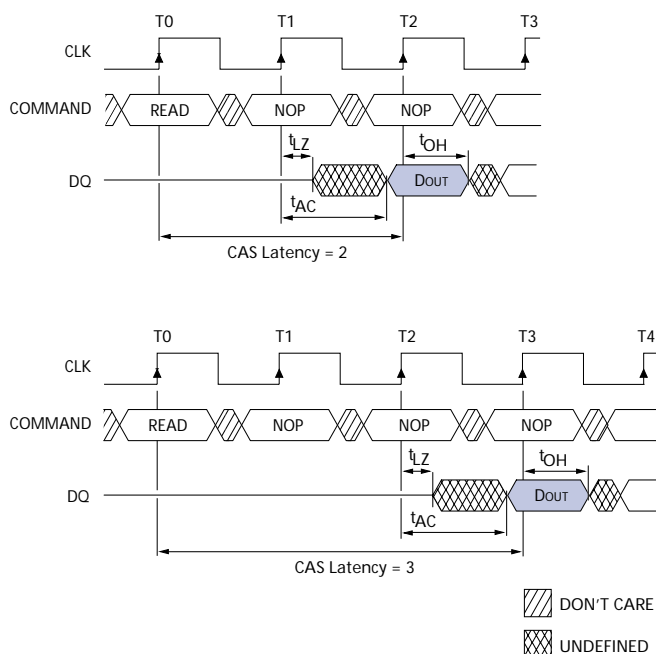 T0 T1 T2 T3
CLK
COMMAND READ NOP NOP
tLZ tOH
DQ DOUT
tAC
CAS Latency = 2
T0 T1 T2 T3 T4
CLK
COMMAND READ NOP NOP NOP
tLZ tOH
DQ DOUT
tAC
CAS Latency = 3
DON'T CARE
UNDEFINED